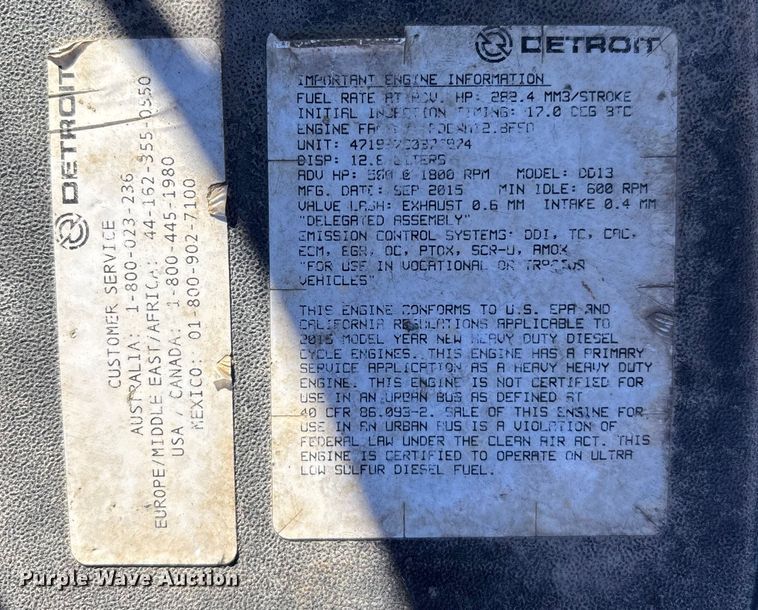 DETROIT
CUSTOMER SERVICE
AUSTRALIA: 1-800-023-236
EUROPE/MIDDLE EAST/AFRICA: 44-162-355-0550
USA / CANADA: 1-800-445-1980
MEXICO: 01-800-902-7100
DETROIT
IMPORTANT ENGINE INFORMATION
FUEL RATE AT ADV. HP: 282.4 MM3/STROKE
INITIAL INJECTION TIMING: 17.0 DEG BTC
ENGINE
UNIT:
DISP: 12.8 LITERS
ADV HP: 1800 RPM MODEL: DD13
MFG. DATE: SEP 2015 MIN IDLE: 600 RPM
VALVE LASH: EXHAUST 0.6 MM INTAKE 0.4 MM
"DELEGATED ASSEMBLY"
EMISSION CONTROL SYSTEMS: DDI, TC, CAC,
ECM, EGR, OC, PTOX, SCR-U, AMOX
"FOR USE IN VOCATIONAL OR TRACTOR
VEHICLES"
THIS ENGINE CONFORMS TO U.S. EPA AND
CALIFORNIA REGULATIONS APPLICABLE TO
2015 MODEL YEAR NEW HEAVY DUTY DIESEL
CYCLE ENGINES. THIS ENGINE HAS A PRIMARY
SERVICE APPLICATION AS A HEAVY HEAVY DUTY
ENGINE. THIS ENGINE IS NOT CERTIFIED FOR
USE IN AN URBAN BUS AS DEFINED AT
40 CFR 86.093-2. SALE OF THIS ENGINE FOR
USE IN AN URBAN BUS IS A VIOLATION OF
FEDERAL LAW UNDER THE CLEAN AIR ACT. THIS
ENGINE IS CERTIFIED TO OPERATE ON ULTRA
LOW SULFUR DIESEL FUEL.
Purple Wave Auction